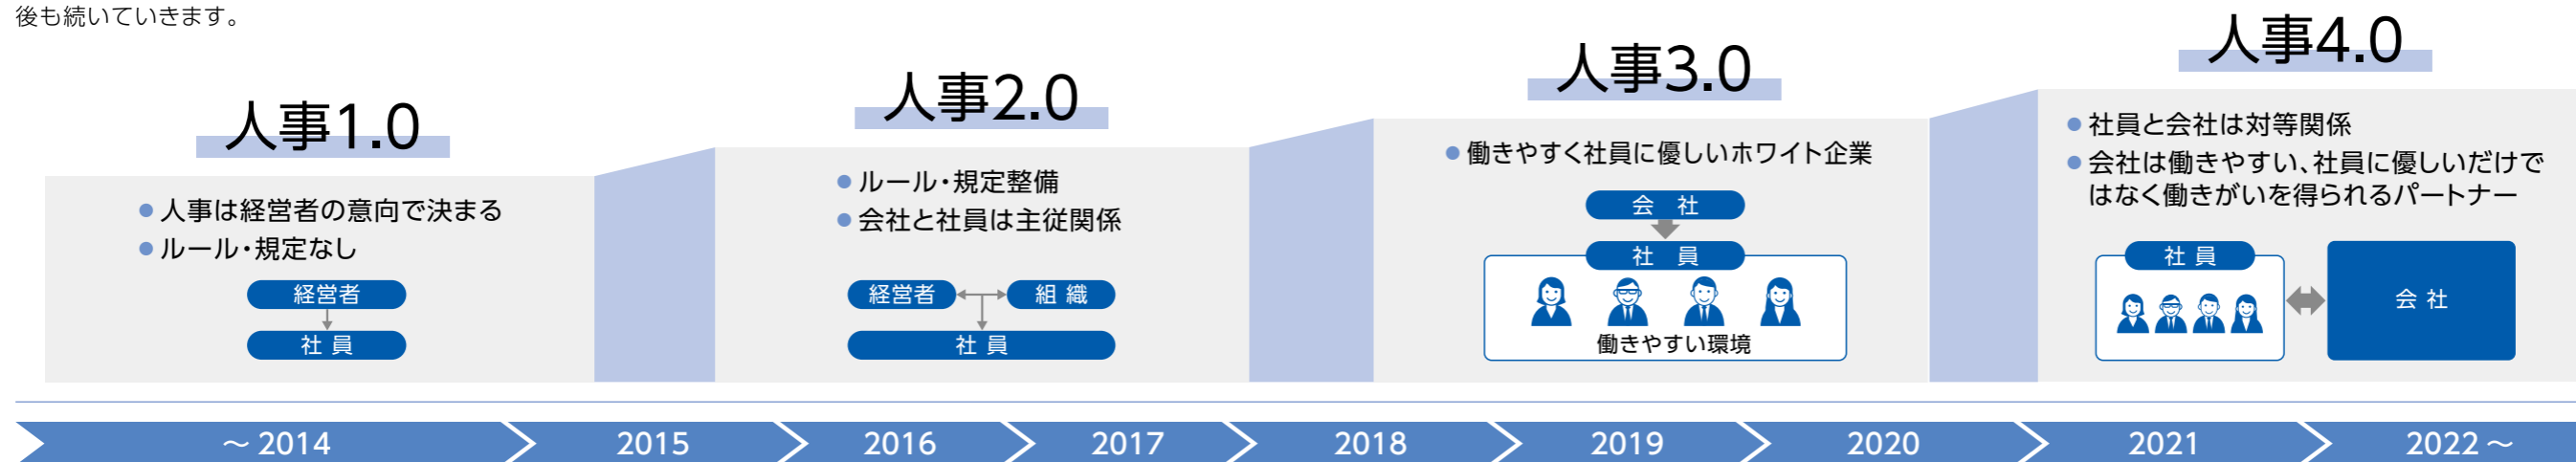 後も続いていきます。
人事1.0
●人事は経営者の意向で決まる
●ルール・規定なし
経営者
社 員
人事2.0
●ルール・規定整備
●会社と社員は主従関係
経営者
組 織
社 員
人事3.0
●働きやすく社員に優しいホワイト企業
会 社
社 員
働きやすい環境
人事4.0
●社員と会社は対等関係
●会社は働きやすい、社員に優しいだけで
はなく働きがいを得られるパートナー
社 員
会 社
～2014
2015
2016
2017
2018
2019
2020
2021
2022～